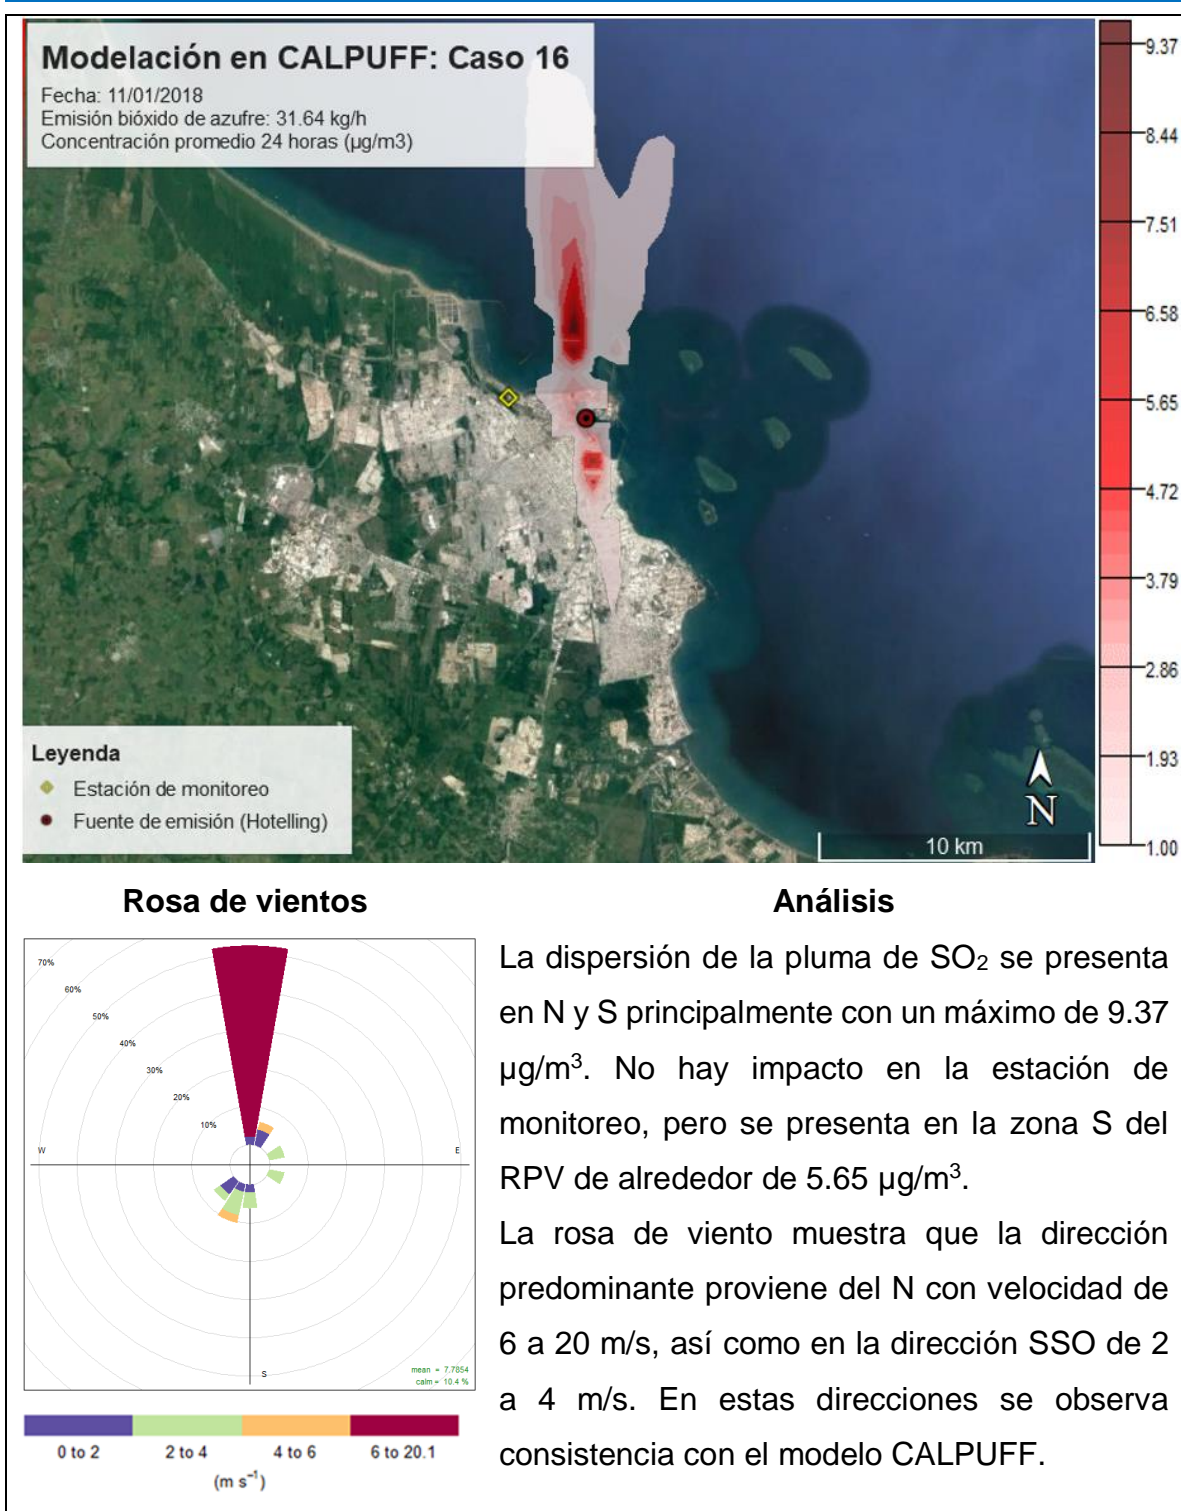 Modelación en CALPUFF: Caso 16
Fecha: 11/01/2018
Emisión bióxido de azufre: 31.64 kg/h
Concentración promedio 24 horas (µg/m3)
9.37
8.44
7.51
6.58
5.65
4.72
3.79
2.86
1.93
1.00
Leyenda
Estación de monitoreo
Fuente de emisión (Hotelling)
N
10 km
Rosa de vientos
70%
60%
50%
40%
30%
20%
10%
W
E
S
mean = 7.7854
calm = 10.4 %
0 to 2
2 to 4
4 to 6
6 to 20.1
(m s⁻¹)
Análisis
La dispersión de la pluma de SO₂ se presenta
en N y S principalmente con un máximo de 9.37
µg/m³. No hay impacto en la estación de
monitoreo, pero se presenta en la zona S del
RPV de alrededor de 5.65 µg/m³.
La rosa de viento muestra que la dirección
predominante proviene del N con velocidad de
6 a 20 m/s, así como en la dirección SSO de 2
a 4 m/s. En estas direcciones se observa
consistencia con el modelo CALPUFF.